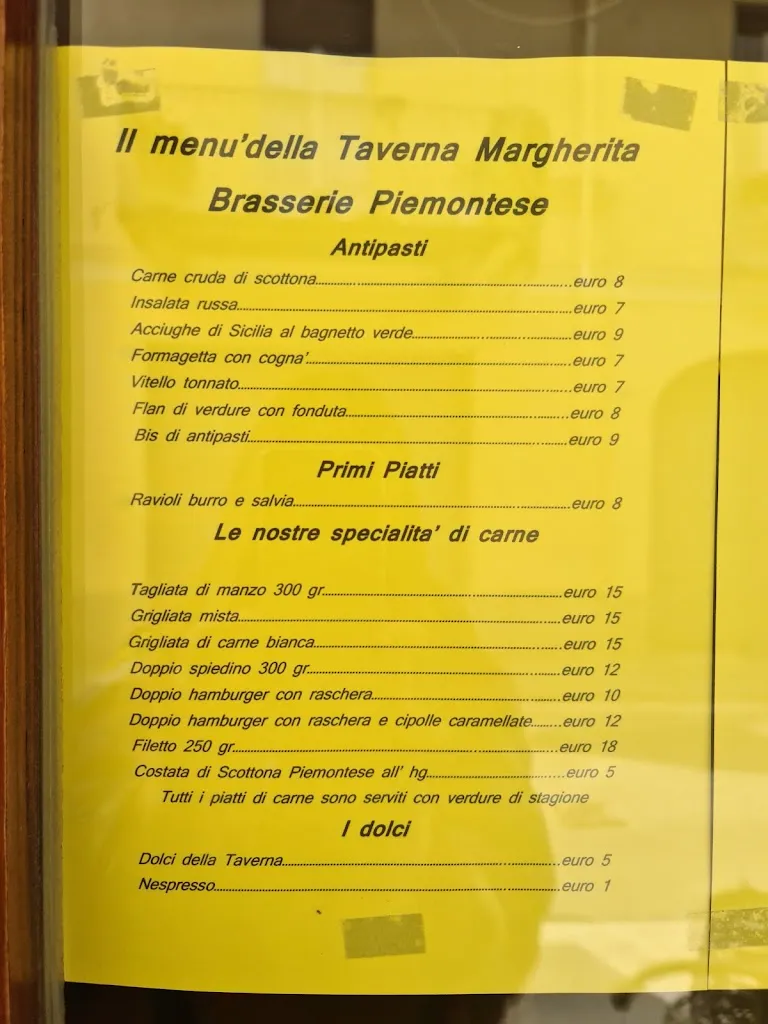 Il menu'della Taverna Margherita
Brasserie Piemontese
Antipasti
Carne cruda di scottona.......euro 8
Insalata russa.......euro 7
Acciughe di Sicilia al bagnetto verde.......euro 9
Formagetta con cogna'.......euro 7
Vitello tonnato.......euro 7
Flan di verdure con fonduta.......euro 8
Bis di antipasti.......euro 9
Primi Piatti
Ravioli burro e salvia.......euro 8
Le nostre specialita' di carne
Tagliata di manzo 300 gr.......euro 15
Grigliata mista.......euro 15
Grigliata di carne bianca.......euro 15
Doppio spiedino 300 gr.......euro 12
Doppio hamburger con raschera.......euro 10
Doppio hamburger con raschera e cipolle caramellate.......euro 12
Filetto 250 gr.......euro 18
Costata di Scottona Piemontese all' hg.......euro 5
Tutti i piatti di carne sono serviti con verdure di stagione
I dolci
Dolci della Taverna.......euro 5
Nespresso.......euro 1